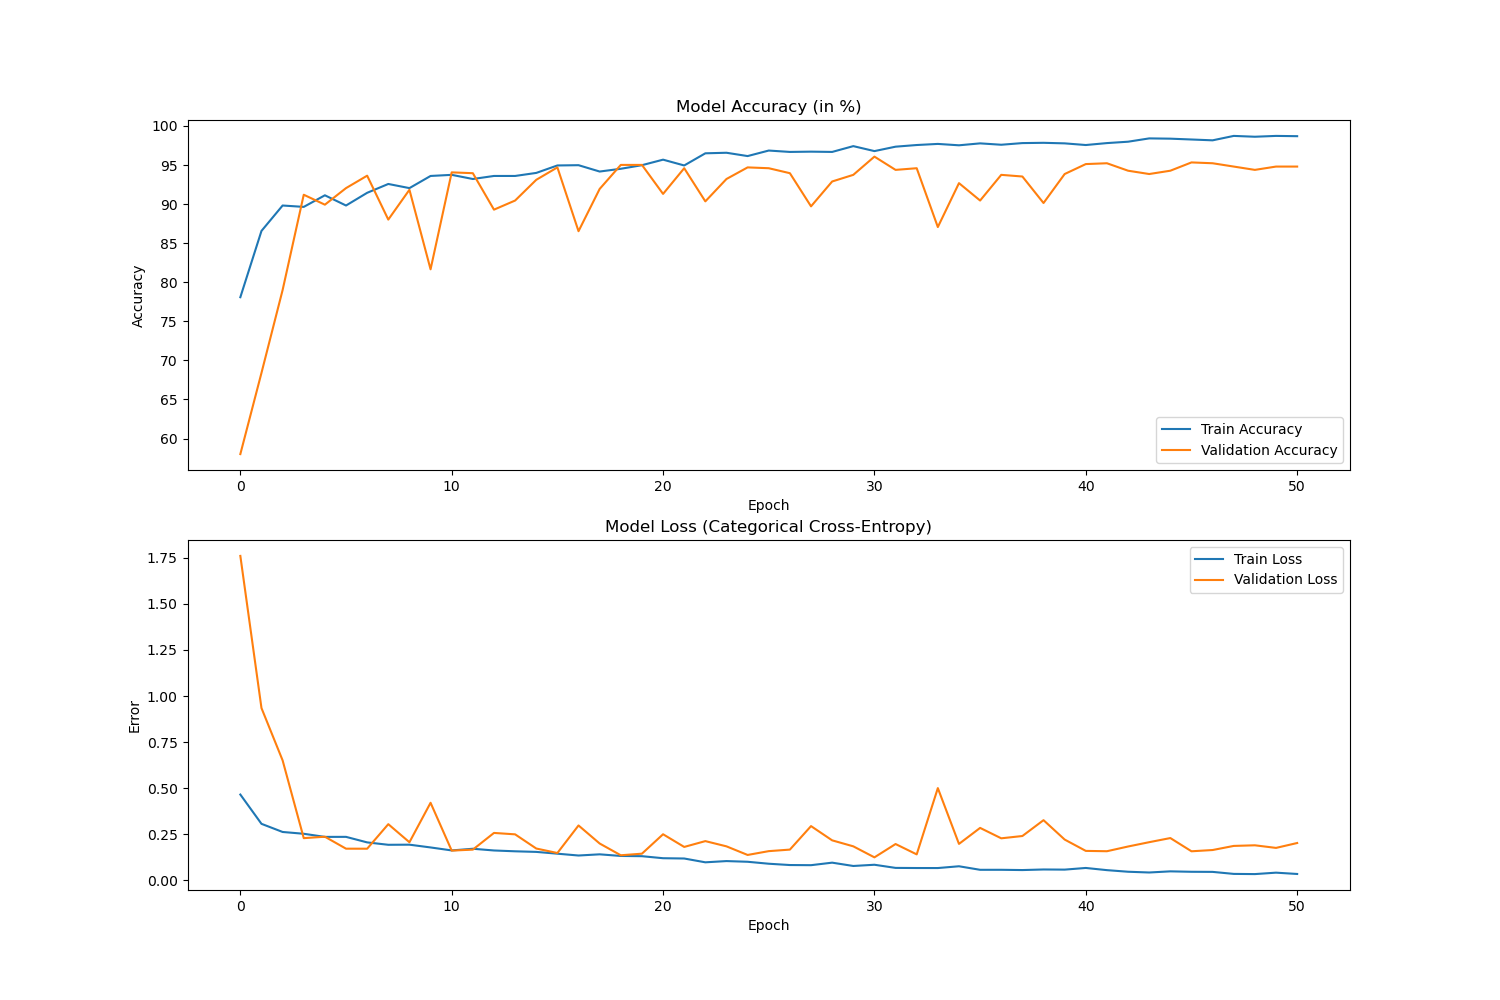 Model Accuracy (in %)
100
95
90
85
80
75
70
65
60
Accuracy
Train Accuracy
Validation Accuracy
0 10 20 30 40 50
Epoch
Model Loss (Categorical Cross-Entropy)
1.75
1.50
1.25
1.00
0.75
0.50
0.25
0.00
Error
Train Loss
Validation Loss
0 10 20 30 40 50
Epoch